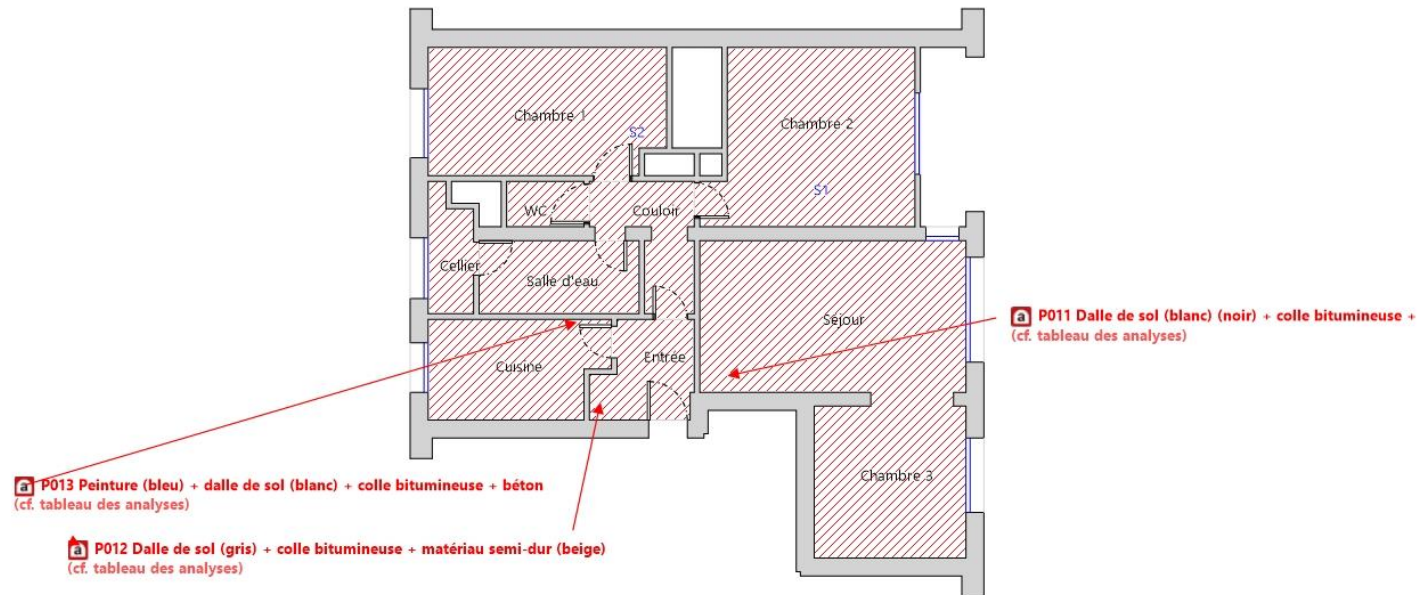 Chambre 1
S2
Chambre 2
S1
WC
Couloir
Cellier
Salle d'eau
Séjour
a P011 Dalle de sol (blanc) (noir) + colle bitumineuse +
(cf. tableau des analyses)
Entrée
Cuisine
Chambre 3
a P013 Peinture (bleu) + dalle de sol (blanc) + colle bitumineuse + béton
(cf. tableau des analyses)
a P012 Dalle de sol (gris) + colle bitumineuse + matériau semi-dur (beige)
(cf. tableau des analyses)